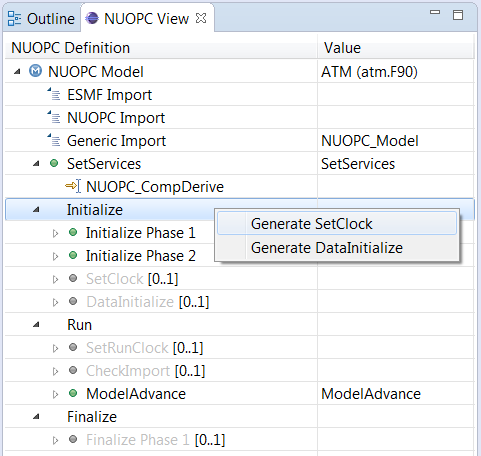 Outline NUOPC View
NUOPC Definition Value
NUOPC Model ATM (atm.F90)
ESMF Import
NUOPC Import
Generic Import NUOPC_Model
SetServices SetServices
NUOPC_CompDerive
Initialize
Generate SetClock
Initialize Phase 1
Generate DataInitialize
Initialize Phase 2
SetClock [0..1]
DataInitialize [0..1]
Run
SetRunClock [0..1]
CheckImport [0..1]
ModelAdvance ModelAdvance
Finalize
Finalize Phase 1 [0..1]